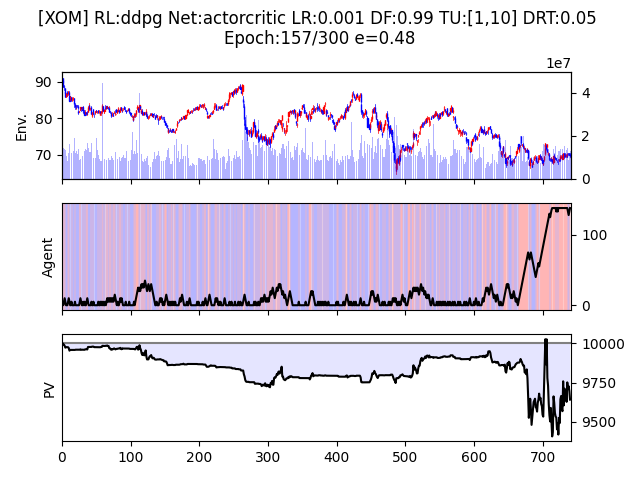 [XOM] RL:ddpg Net:actorcritic LR:0.001 DF:0.99 TU:[1,10] DRT:0.05
Epoch:157/300 e=0.48
1e7
90
80
70
Env.
4
2
0
Agent
100
0
PV
10000
9750
9500
0 100 200 300 400 500 600 700